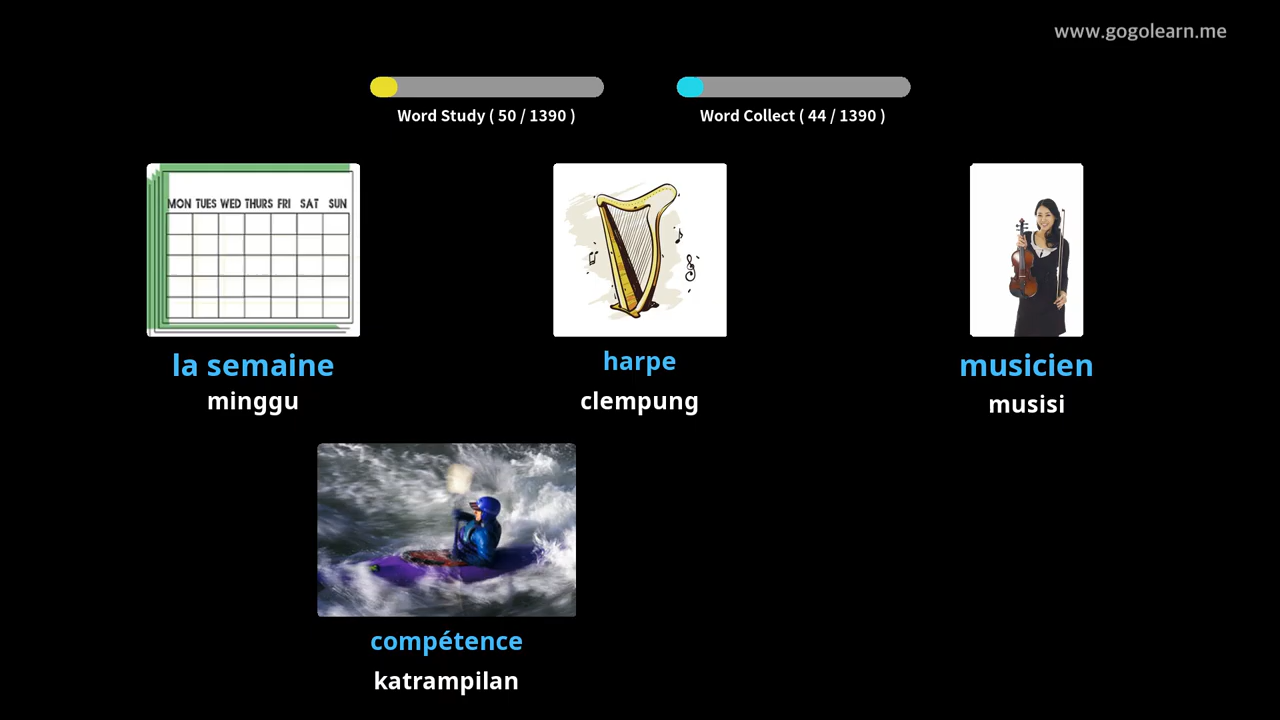 www.gogolearn.me
Word Study ( 50 / 1390 )
Word Collect ( 44 / 1390 )
MON TUES WED THURS FRI SAT SUN
la semaine
minggu
harpe
clempung
musicien
musisi
compétence
katrampilan